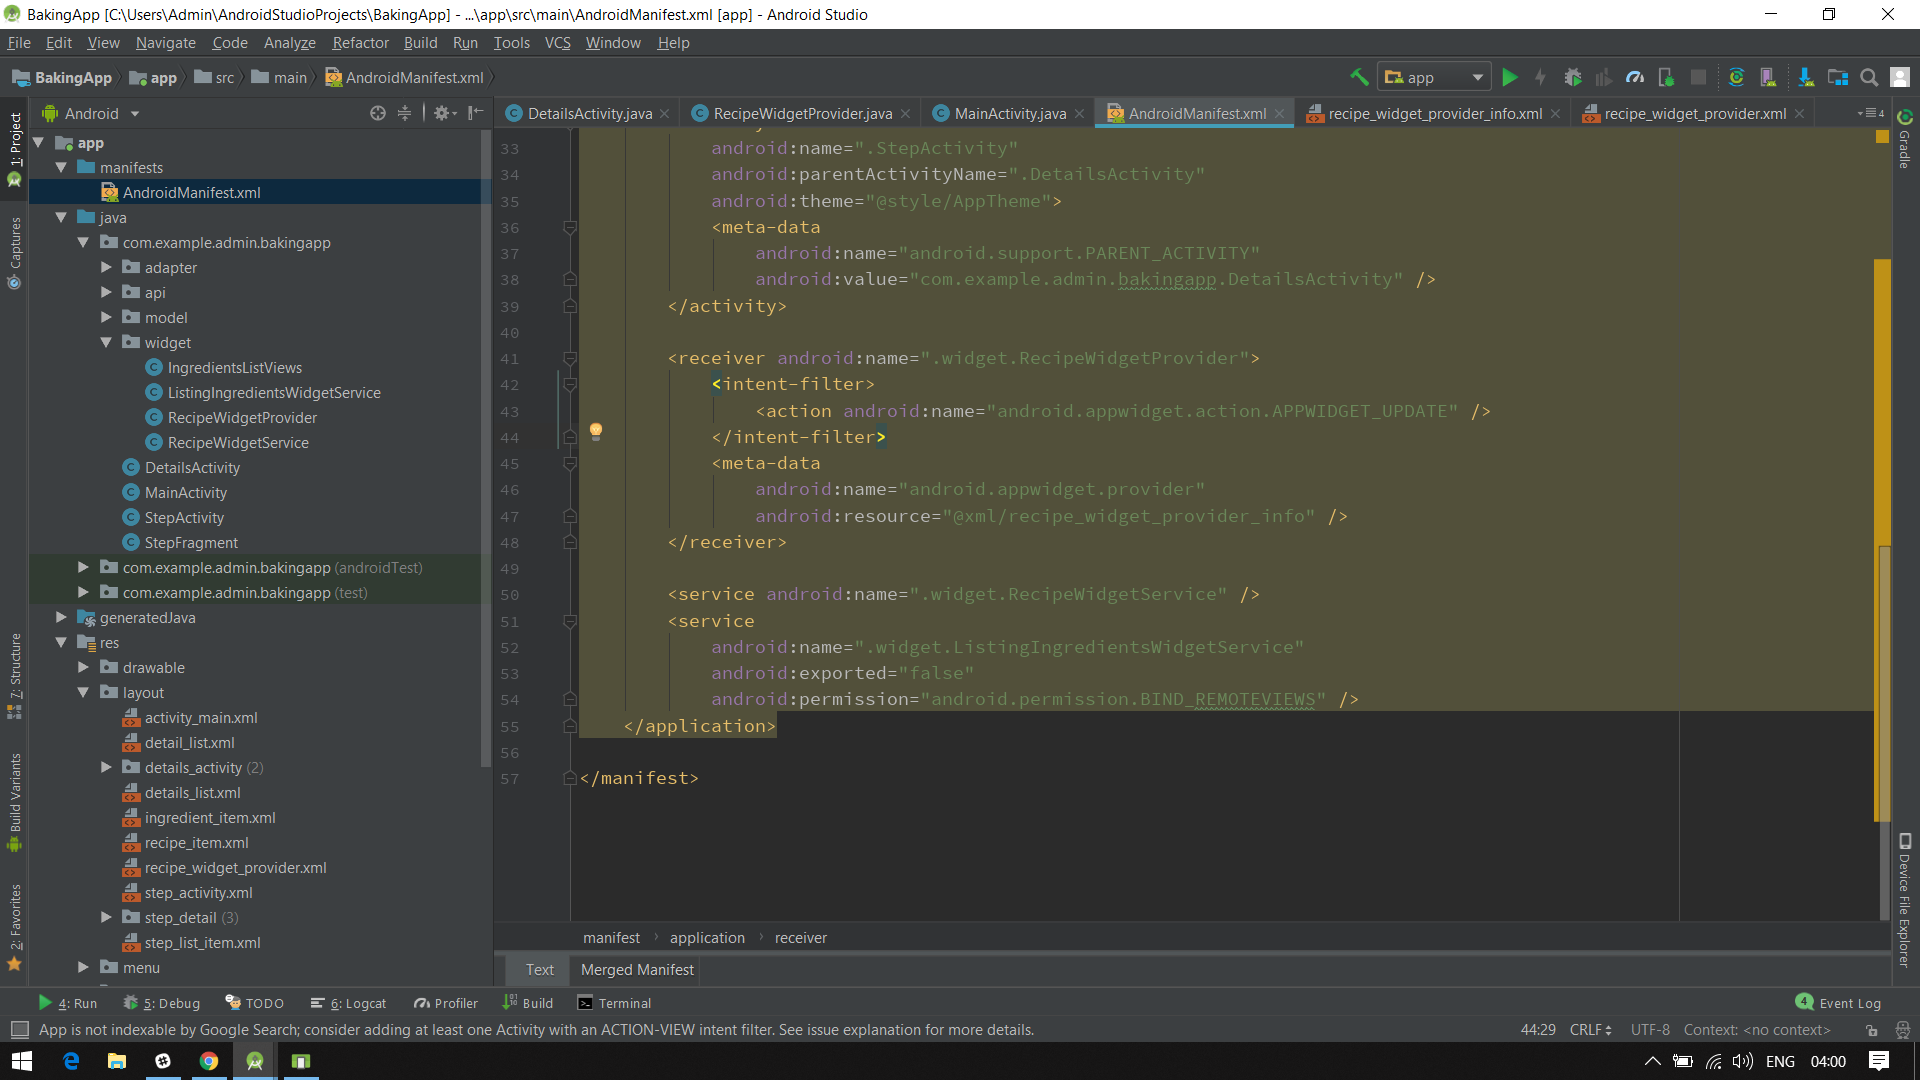 BakingApp [C:\Users\Admin\AndroidStudioProjects\BakingApp] - ...\app\src\main\AndroidManifest.xml [app] - Android Studio
File Edit View Navigate Code Analyze Refactor Build Run Tools VCS Window Help
BakingApp app src main AndroidManifest.xml
app
Android
DetailsActivity.java
RecipeWidgetProvider.java
MainActivity.java
AndroidManifest.xml
recipe_widget_provider_info.xml
recipe_widget_provider.xml
4
1: Project
Captures
7: Structure
Build Variants
2: Favorites
app
manifests
AndroidManifest.xml
java
com.example.admin.bakingapp
adapter
api
model
widget
IngredientsListViews
ListingIngredientsWidgetService
RecipeWidgetProvider
RecipeWidgetService
DetailsActivity
MainActivity
StepActivity
StepFragment
com.example.admin.bakingapp (androidTest)
com.example.admin.bakingapp (test)
generatedJava
res
drawable
layout
activity_main.xml
detail_list.xml
details_activity (2)
details_list.xml
ingredient_item.xml
recipe_item.xml
recipe_widget_provider.xml
step_activity.xml
step_detail (3)
step_list_item.xml
menu
33 android:name=".StepActivity"
34 android:parentActivityName=".DetailsActivity"
35 android:theme="@style/AppTheme">
36 <meta-data
37 android:name="android.support.PARENT_ACTIVITY"
38 android:value="com.example.admin.bakingapp.DetailsActivity" />
39 </activity>
40
41 <receiver android:name=".widget.RecipeWidgetProvider">
42 <intent-filter>
43 <action android:name="android.appwidget.action.APPWIDGET_UPDATE" />
44 </intent-filter>
45 <meta-data
46 android:name="android.appwidget.provider"
47 android:resource="@xml/recipe_widget_provider_info" />
48 </receiver>
49
50 <service android:name=".widget.RecipeWidgetService" />
51 <service
52 android:name=".widget.ListingIngredientsWidgetService"
53 android:exported="false"
54 android:permission="android.permission.BIND_REMOTEVIEWS" />
55 </application>
56
57 </manifest>
Gradle
Device File Explorer
manifest application receiver
Text Merged Manifest
4: Run 5: Debug TODO 6: Logcat Profiler Build Terminal 4 Event Log
App is not indexable by Google Search; consider adding at least one Activity with an ACTION-VIEW intent filter. See issue explanation for more details.
44:29 CRLF UTF-8 Context: <no context>
ENG 04:00